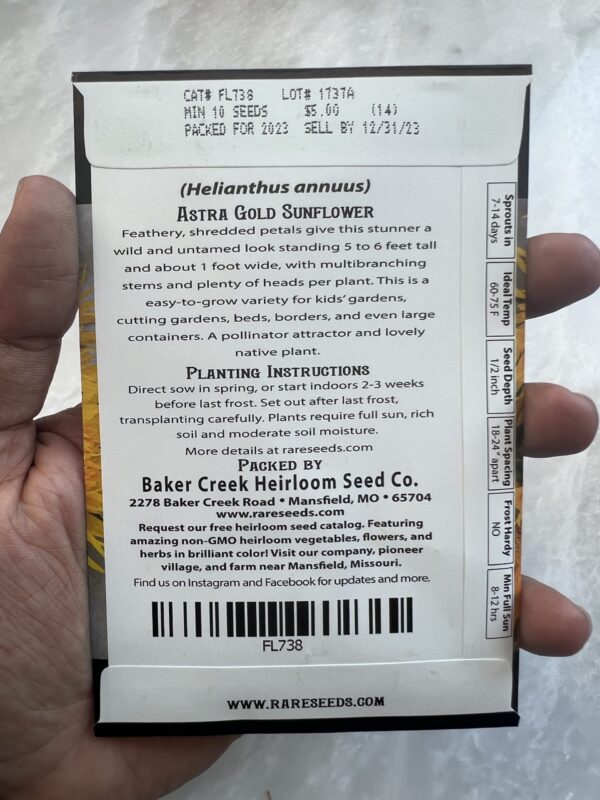 CAT# FL738 LOT# 1737A
MIN 10 SEEDS $5.00 (14)
PACKED FOR 2023 SELL BY 12/31/23
(Helianthus annuus)
ASTRA GOLD SUNFLOWER
Feathery, shredded petals give this stunner a
wild and untamed look standing 5 to 6 feet tall
and about 1 foot wide, with multibranching
stems and plenty of heads per plant. This is a
easy-to-grow variety for kids' gardens,
cutting gardens, beds, borders, and even large
containers. A pollinator attractor and lovely
native plant.
PLANTING INSTRUCTIONS
Direct sow in spring, or start indoors 2-3 weeks
before last frost. Set out after last frost,
transplanting carefully. Plants require full sun, rich
soil and moderate soil moisture.
More details at rareseeds.com
PACKED BY
Baker Creek Heirloom Seed Co.
2278 Baker Creek Road • Mansfield, MO • 65704
www.rareseeds.com
Request our free heirloom seed catalog. Featuring
amazing non-GMO heirloom vegetables, flowers, and
herbs in brilliant color! Visit our company, pioneer
village, and farm near Mansfield, Missouri.
Find us on Instagram and Facebook for updates and more.
FL738
WWW.RARESEEDS.COM
Sprouts in
7-14 days
Ideal Temp
60-75 F
Seed Depth
1/2 inch
Plant Spacing
18-24" apart
Frost Hardy
NO
Min Full Sun
8-12 hrs